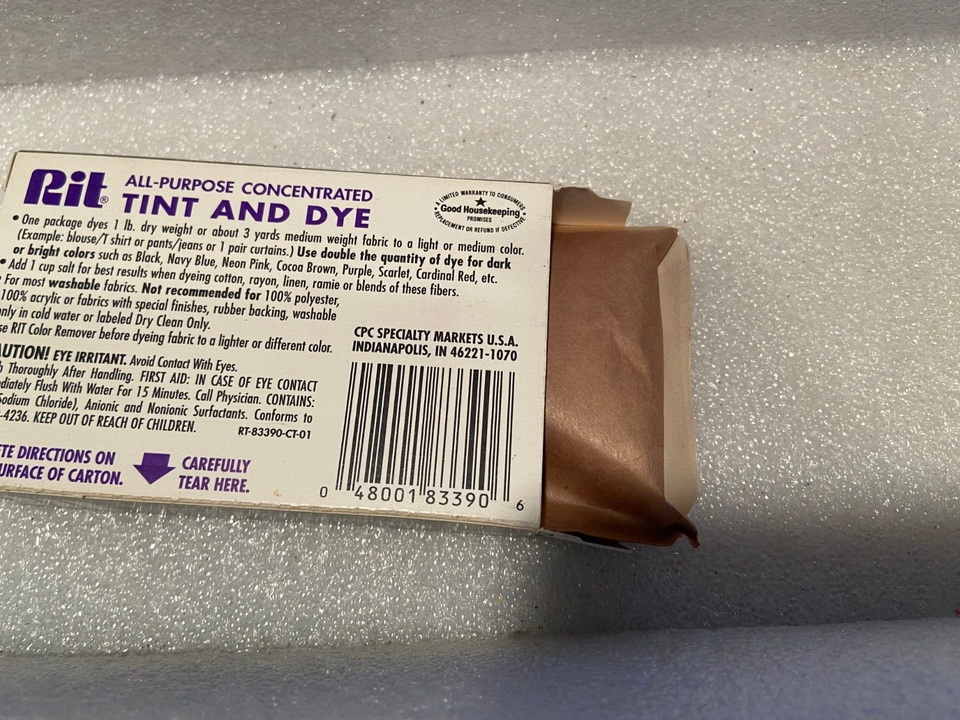 Rit®
ALL-PURPOSE CONCENTRATED
TINT AND DYE
A LIMITED WARRANTY TO CONSUMERS
★
Good Housekeeping
PROMISES
REPLACEMENT OR REFUND IF DEFECTIVE
• One package dyes 1 lb. dry weight or about 3 yards medium weight fabric to a light or medium color.
(Example: blouse/T shirt or pants/jeans or 1 pair curtains.) Use double the quantity of dye for dark
or bright colors such as Black, Navy Blue, Neon Pink, Cocoa Brown, Purple, Scarlet, Cardinal Red, etc.
• Add 1 cup salt for best results when dyeing cotton, rayon, linen, ramie or blends of these fibers.
• For most washable fabrics. Not recommended for 100% polyester,
100% acrylic or fabrics with special finishes, rubber backing, washable
only in cold water or labeled Dry Clean Only.
se RIT Color Remover before dyeing fabric to a lighter or different color.
AUTION! EYE IRRITANT. Avoid Contact With Eyes.
h Thoroughly After Handling. FIRST AID: IN CASE OF EYE CONTACT
diately Flush With Water For 15 Minutes. Call Physician. CONTAINS:
Sodium Chloride), Anionic and Nonionic Surfactants. Conforms to
-4236. KEEP OUT OF REACH OF CHILDREN.
RT-83390-CT-01
CPC SPECIALTY MARKETS U.S.A.
INDIANAPOLIS, IN 46221-1070
TE DIRECTIONS ON
URFACE OF CARTON.
CAREFULLY
TEAR HERE.
0 48001 83390 6